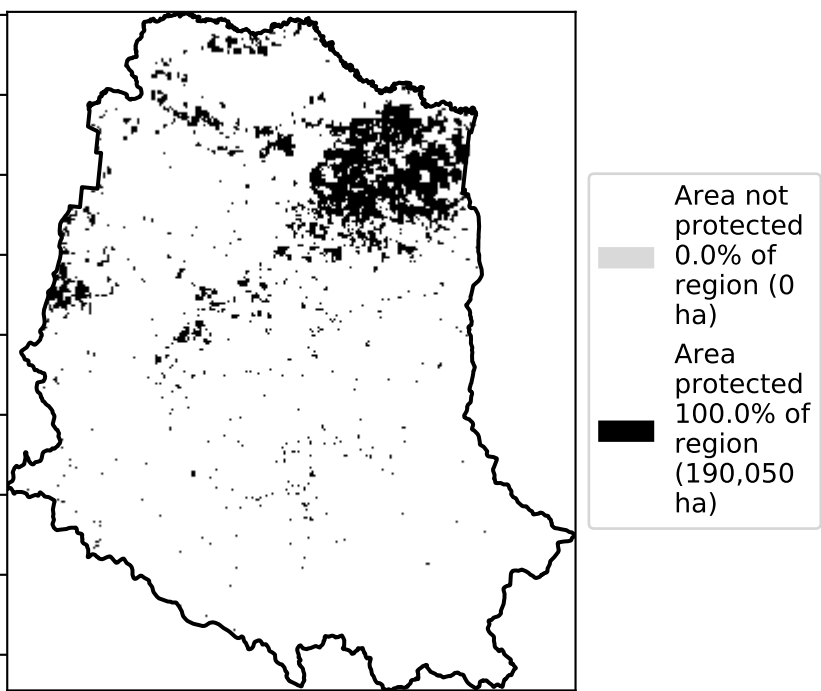 Area not
protected
0.0% of
region (0
ha)
Area
protected
100.0% of
region
(190,050
ha)